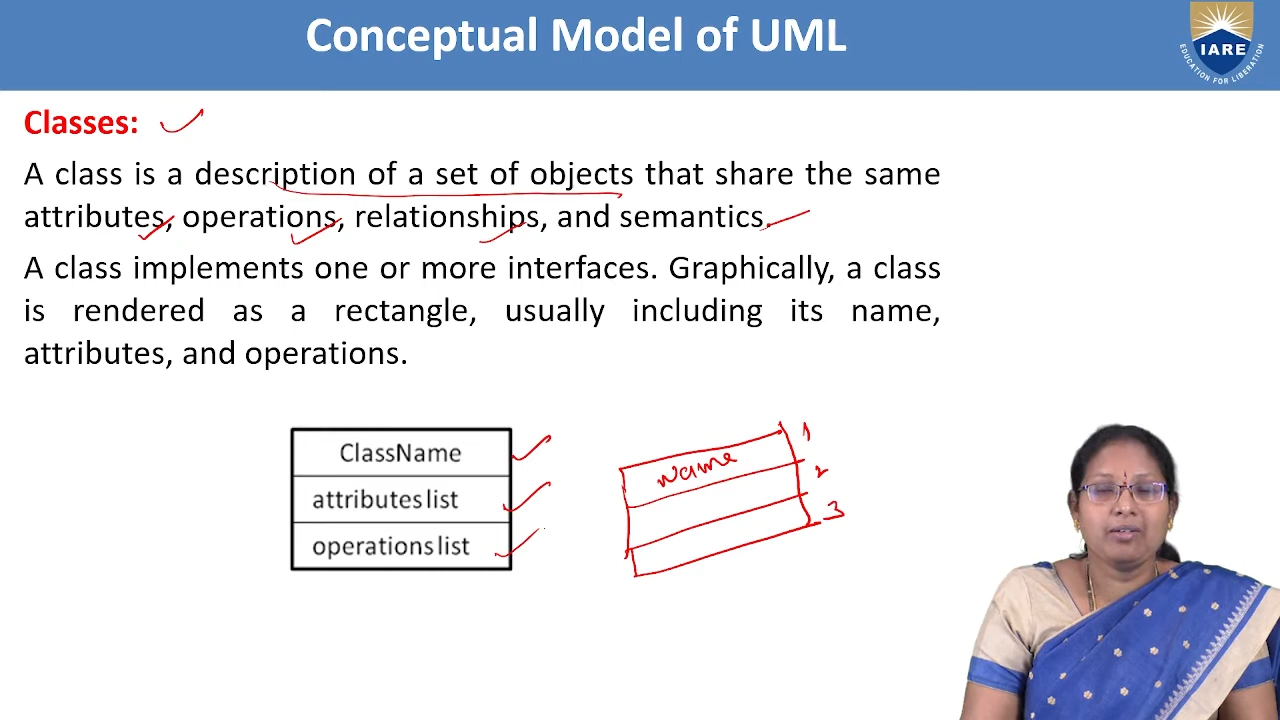 Conceptual Model of UML
IARE
EDUCATION FOR LIBERATION
Classes:
A class is a description of a set of objects that share the same
attributes, operations, relationships, and semantics.
A class implements one or more interfaces. Graphically, a class
is rendered as a rectangle, usually including its name,
attributes, and operations.
ClassName
attributes list
operations list
Name
1
2
3